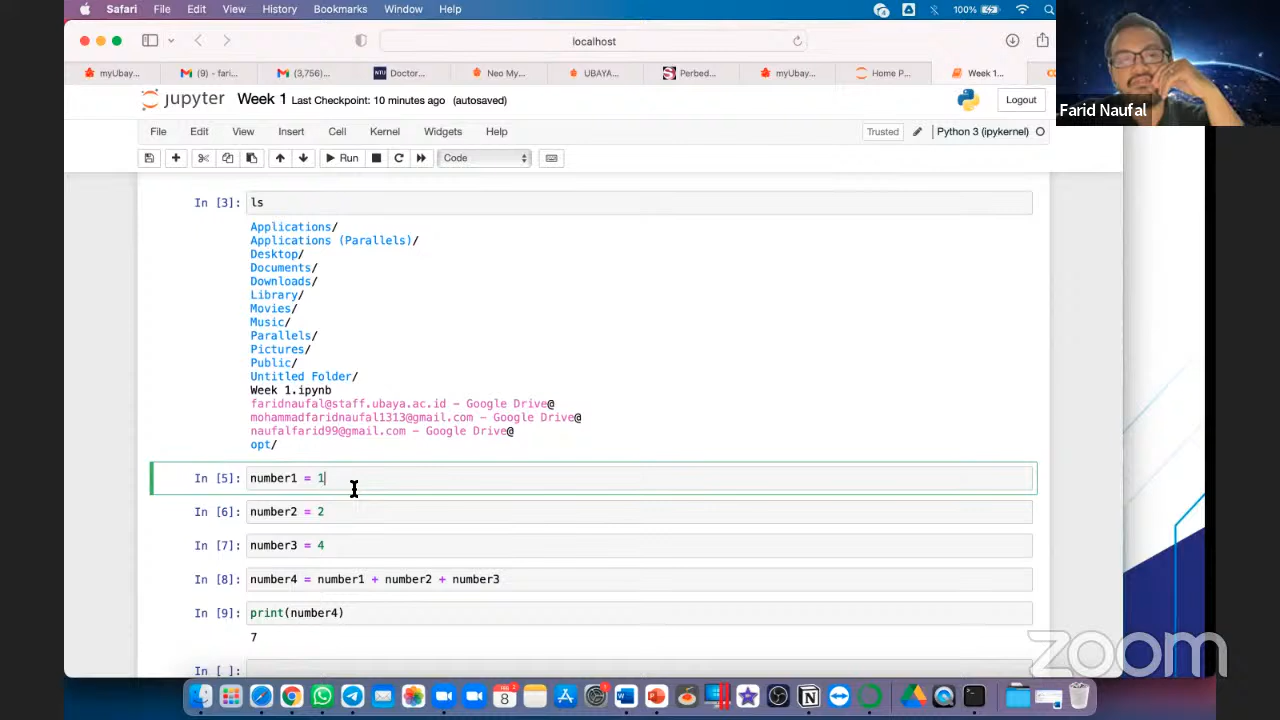 Safari File Edit View History Bookmarks Window Help 100%
localhost
myUbay... (9) - fari... (3,756)... Doctor... Neo My... UBAYA... Perbed... myUbay... Home P... Week 1...
jupyter Week 1 Last Checkpoint: 10 minutes ago (autosaved) Logout
Farid Naufal
File Edit View Insert Cell Kernel Widgets Help Trusted Python 3 (ipykernel)
Run Code
In [3]: ls
Applications/
Applications (Parallels)/
Desktop/
Documents/
Downloads/
Library/
Movies/
Music/
Parallels/
Pictures/
Public/
Untitled Folder/
Week 1.ipynb
faridnaufal@staff.ubaya.ac.id - Google Drive@
mohammadfaridnaufal1313@gmail.com - Google Drive@
naufalfarid99@gmail.com - Google Drive@
opt/
In [5]: number1 = 1
In [6]: number2 = 2
In [7]: number3 = 4
In [8]: number4 = number1 + number2 + number3
In [9]: print(number4)
7
In [ ]:
zoom
8